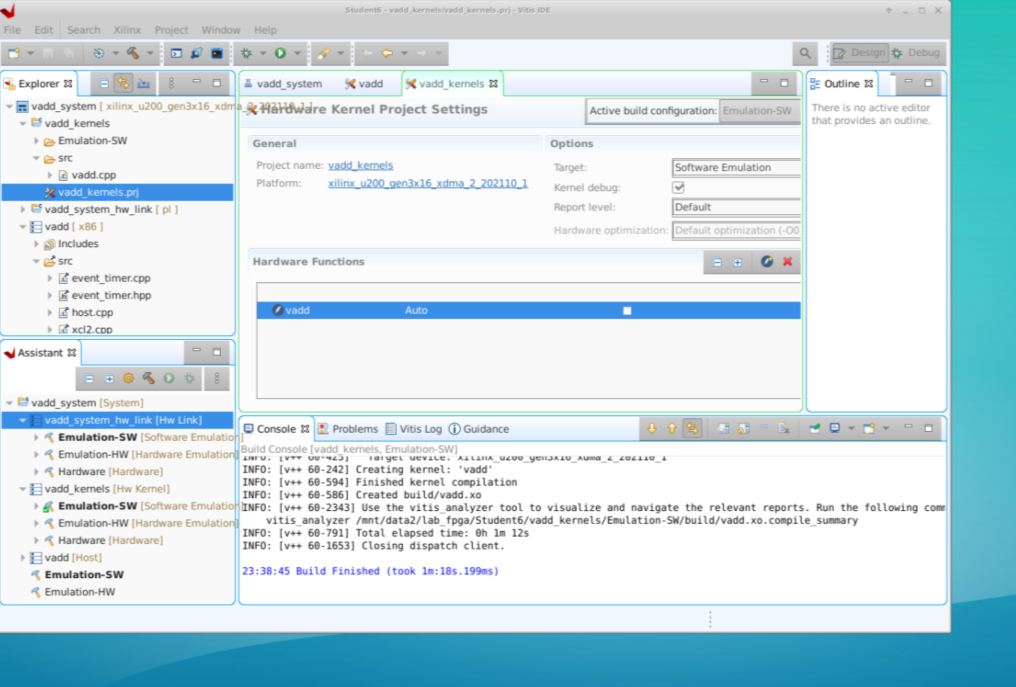 Student6 - vadd_kernels/vadd_kernels.prj - Vitis IDE
File Edit Search Xilinx Project Window Help
Design Debug
Explorer
vadd_system [ xilinx_u200_gen3x16_xdma_2_202110_1 ]
vadd_kernels
Emulation-SW
src
vadd.cpp
vadd_kernels.prj
vadd_system_hw_link [ pl ]
vadd [ x86 ]
Includes
src
event_timer.cpp
event_timer.hpp
host.cpp
xcl2.cpp
Assistant
vadd_system [System]
vadd_system_hw_link [Hw Link]
Emulation-SW [Software Emulation]
Emulation-HW [Hardware Emulation]
Hardware [Hardware]
vadd_kernels [Hw Kernel]
Emulation-SW [Software Emulation]
Emulation-HW [Hardware Emulation]
Hardware [Hardware]
vadd [Host]
Emulation-SW
Emulation-HW
vadd_system vadd vadd_kernels
Hardware Kernel Project Settings
Active build configuration: Emulation-SW
General
Project name: vadd_kernels
Platform: xilinx_u200_gen3x16_xdma_2_202110_1
Options
Target: Software Emulation
Kernel debug:
Report level: Default
Hardware optimization: Default optimization (-O0
Hardware Functions
vadd Auto
Outline
There is no active editor
that provides an outline.
Console Problems Vitis Log Guidance
Build Console [vadd_kernels, Emulation-SW]
INFO: [v++ 60-423] Target device: xilinx_u200_gen3x16_xdma_2_202110_1
INFO: [v++ 60-242] Creating kernel: 'vadd'
INFO: [v++ 60-594] Finished kernel compilation
INFO: [v++ 60-586] Created build/vadd.xo
INFO: [v++ 60-2343] Use the vitis_analyzer tool to visualize and navigate the relevant reports. Run the following comm
vitis_analyzer /mnt/data2/lab_fpga/Student6/vadd_kernels/Emulation-SW/build/vadd.xo.compile_summary
INFO: [v++ 60-791] Total elapsed time: 0h 1m 12s
INFO: [v++ 60-1653] Closing dispatch client.
23:38:45 Build Finished (took 1m:18s.199ms)